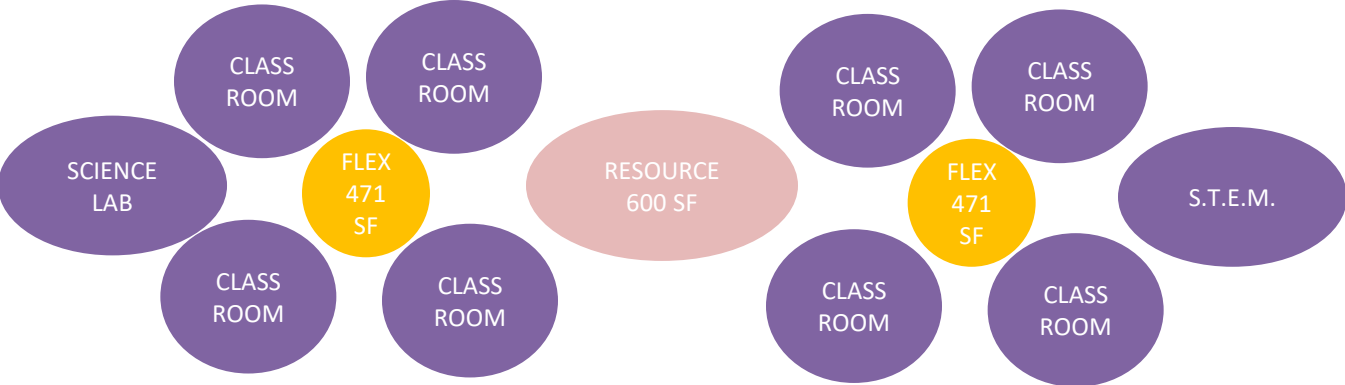 CLASS
ROOM
CLASS
ROOM
SCIENCE
LAB
FLEX
471
SF
CLASS
ROOM
CLASS
ROOM
RESOURCE
600 SF
CLASS
ROOM
CLASS
ROOM
FLEX
471
SF
S.T.E.M.
CLASS
ROOM
CLASS
ROOM